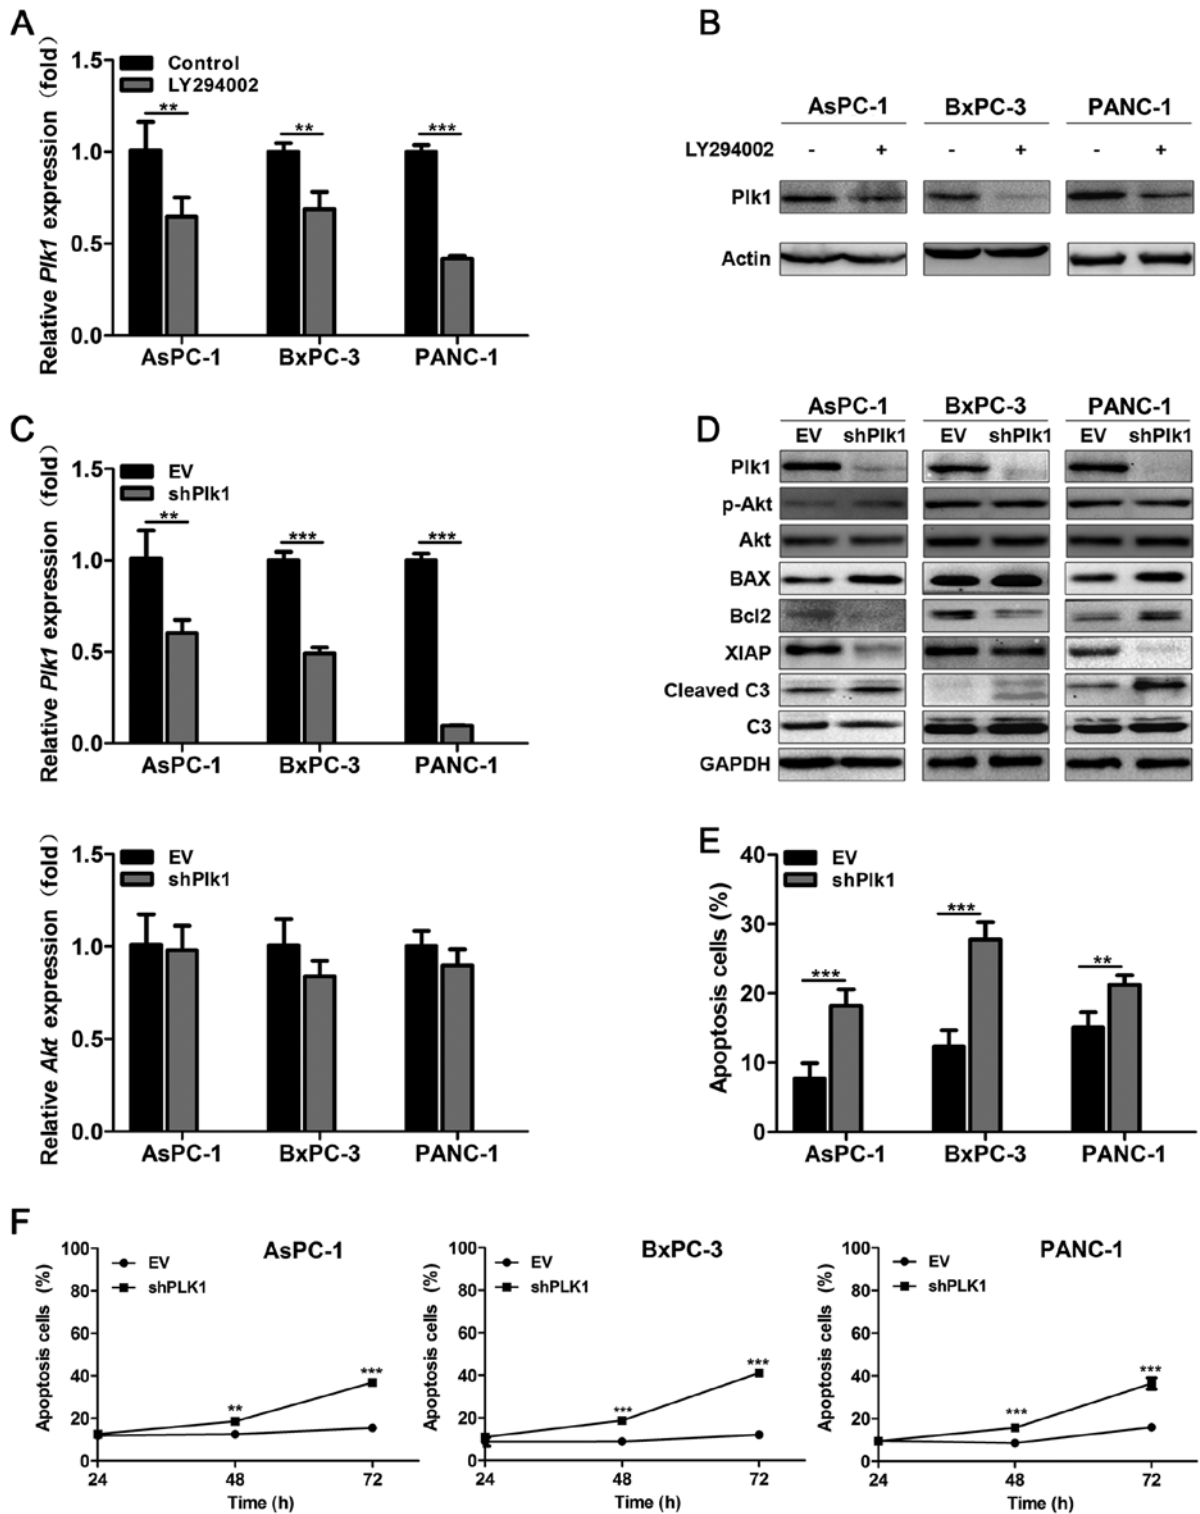 A
Relative Plk1 expression (fold)
1.5
1.0
0.5
0.0
Control
LY294002
**
**
***
AsPC-1 BxPC-3 PANC-1
B
AsPC-1 BxPC-3 PANC-1
LY294002 - + - + - +
Plk1
Actin
C
Relative Plk1 expression (fold)
1.5
1.0
0.5
0.0
EV
shPlk1
**
***
***
AsPC-1 BxPC-3 PANC-1
Relative Akt expression (fold)
1.5
1.0
0.5
0.0
EV
shPlk1
AsPC-1 BxPC-3 PANC-1
D
AsPC-1 BxPC-3 PANC-1
EV shPlk1 EV shPlk1 EV shPlk1
Plk1
p-Akt
Akt
BAX
Bcl2
XIAP
Cleaved C3
C3
GAPDH
E
Apoptosis cells (%)
40
30
20
10
0
EV
shPlk1
***
***
**
AsPC-1 BxPC-3 PANC-1
F
AsPC-1
Apoptosis cells (%)
100
80
60
40
20
0
EV
shPLK1
**
***
24 48 72
Time (h)
BxPC-3
Apoptosis cells (%)
100
80
60
40
20
0
EV
shPLK1
***
***
24 48 72
Time (h)
PANC-1
Apoptosis cells (%)
100
80
60
40
20
0
EV
shPLK1
***
***
24 48 72
Time (h)